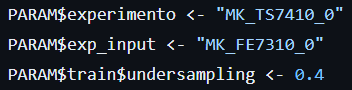 PARAM$experimento <- "MK_TS7410_0"
PARAM$exp_input <- "MK_FE7310_0"
PARAM$train$undersampling <- 0.4